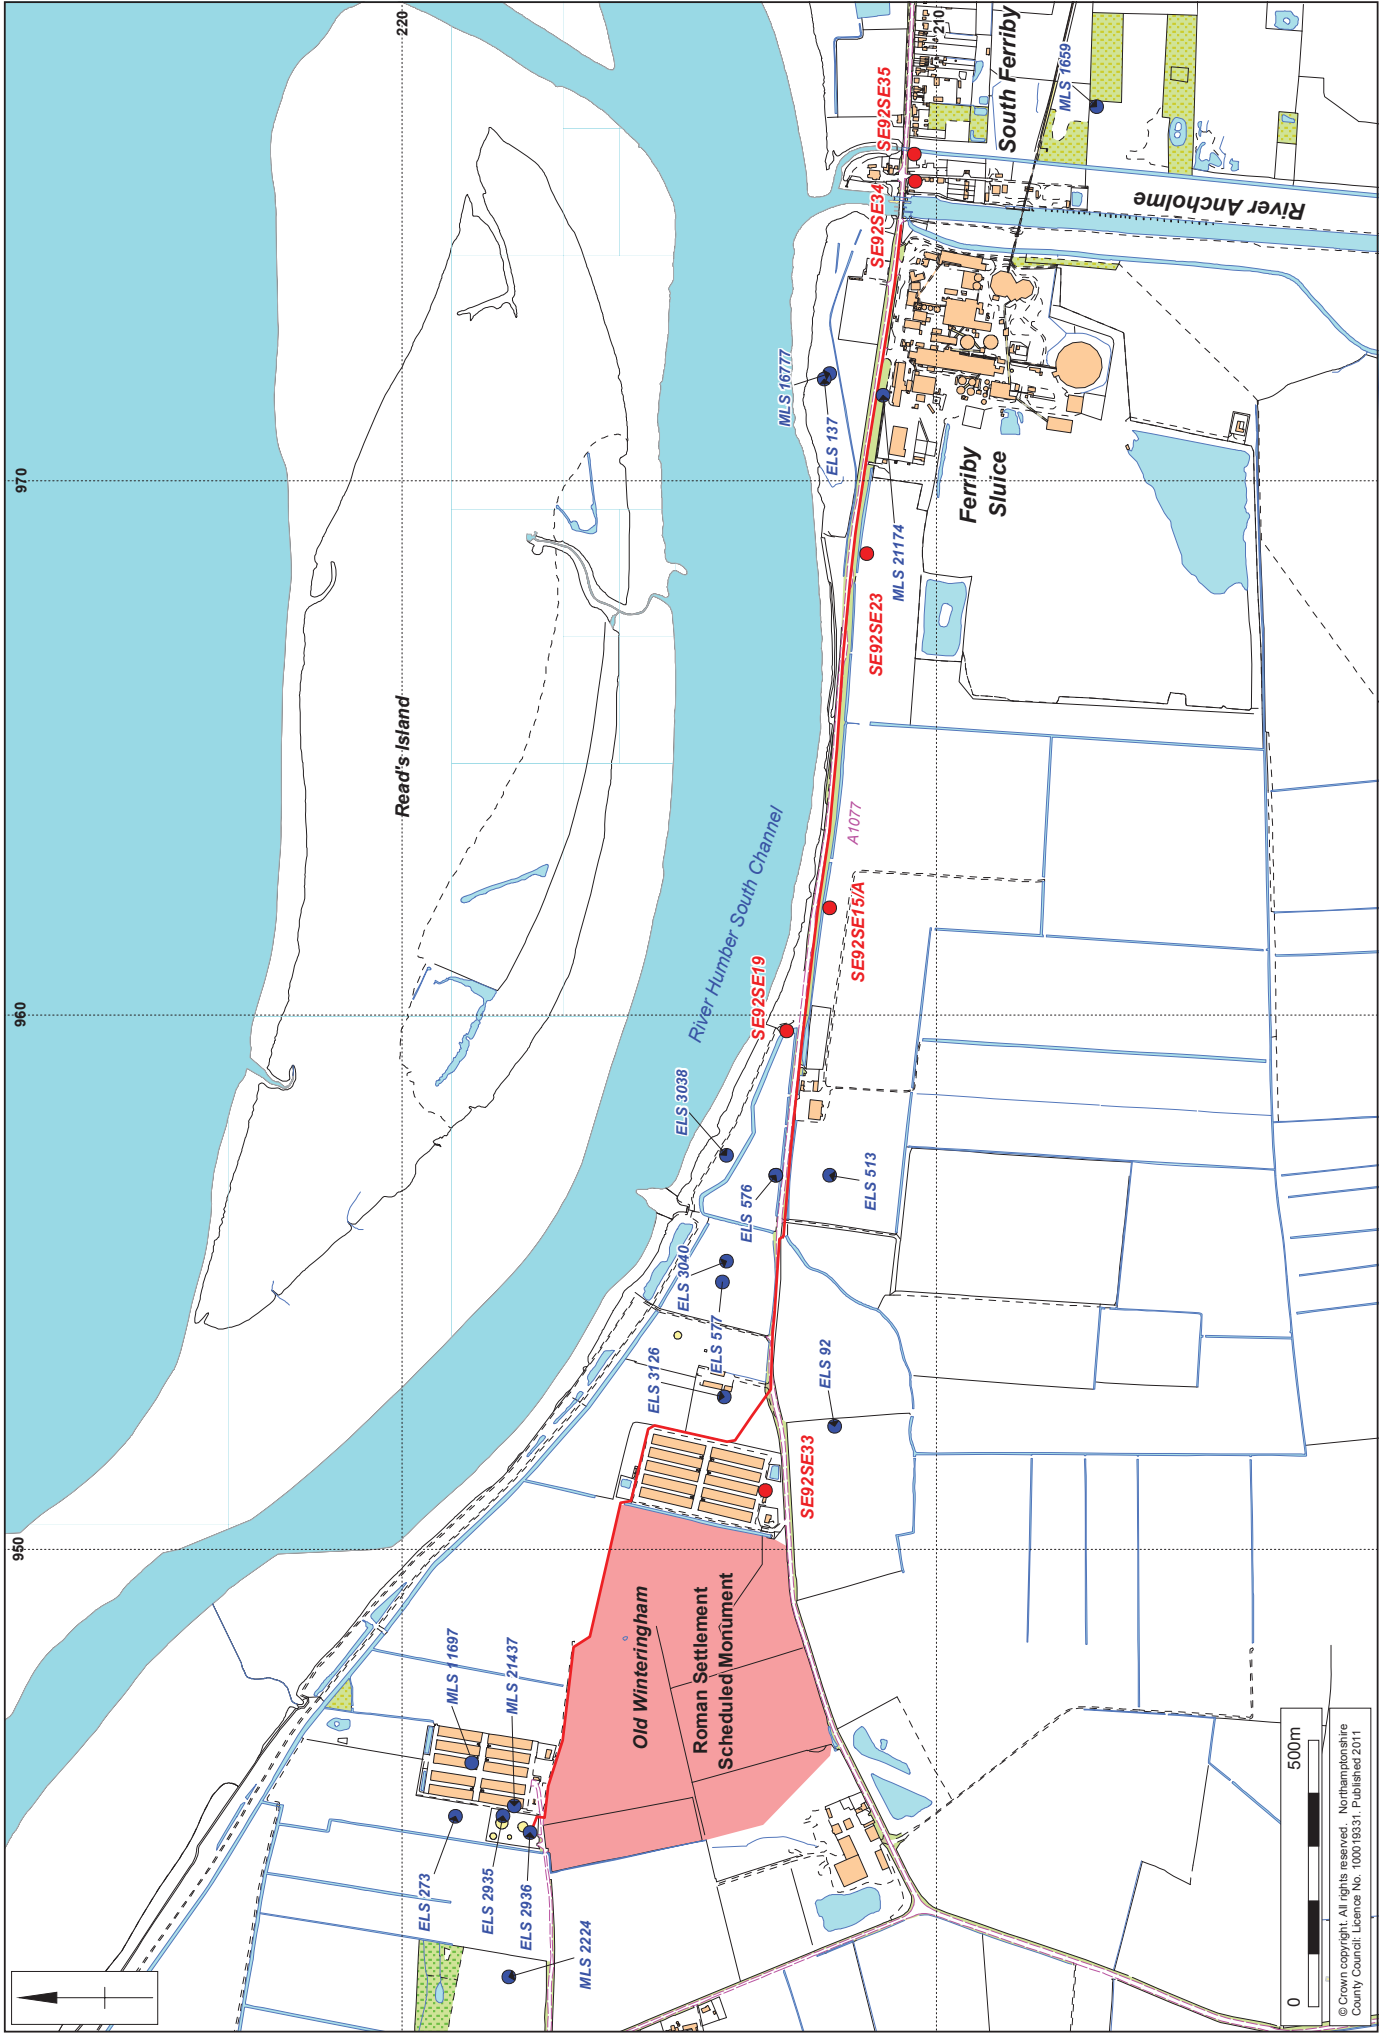 950
960
970
220
210
Read's Island
River Humber South Channel
MLS 11697
MLS 21437
ELS 273
ELS 2935
ELS 2936
MLS 2224
Old Winteringham
Roman Settlement
Scheduled Monument
ELS 3126
ELS 577
ELS 3040
ELS 576
ELS 3038
ELS 513
ELS 92
SE92SE33
SE92SE19
SE92SE15/A
A1077
SE92SE23
MLS 21174
MLS 16777
ELS 137
SE92SE34
SE92SE35
Ferriby
Sluice
South Ferriby
MLS 1659
River Ancholme
0
500m
© Crown copyright. All rights reserved. Northamptonshire
County Council: Licence No. 100019331. Published 2011